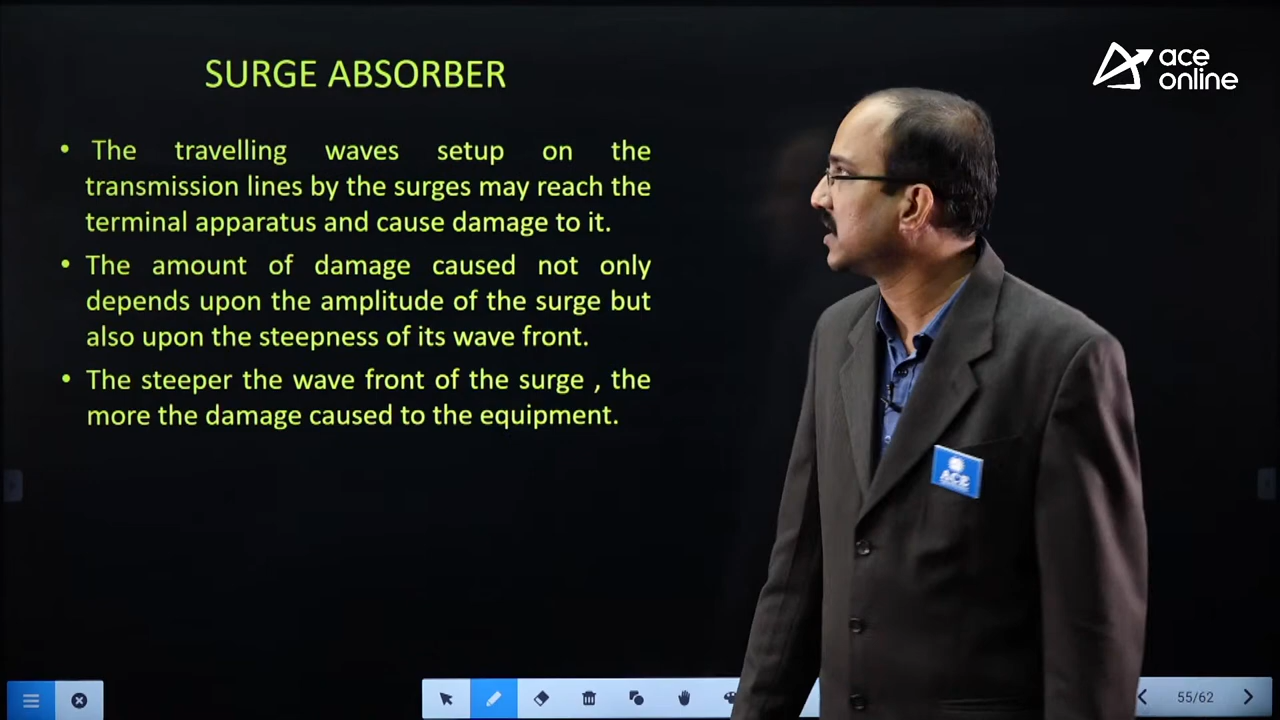 SURGE ABSORBER
ace
online
• The travelling waves setup on the
transmission lines by the surges may reach the
terminal apparatus and cause damage to it.
• The amount of damage caused not only
depends upon the amplitude of the surge but
also upon the steepness of its wave front.
• The steeper the wave front of the surge , the
more the damage caused to the equipment.
ACE
55/62